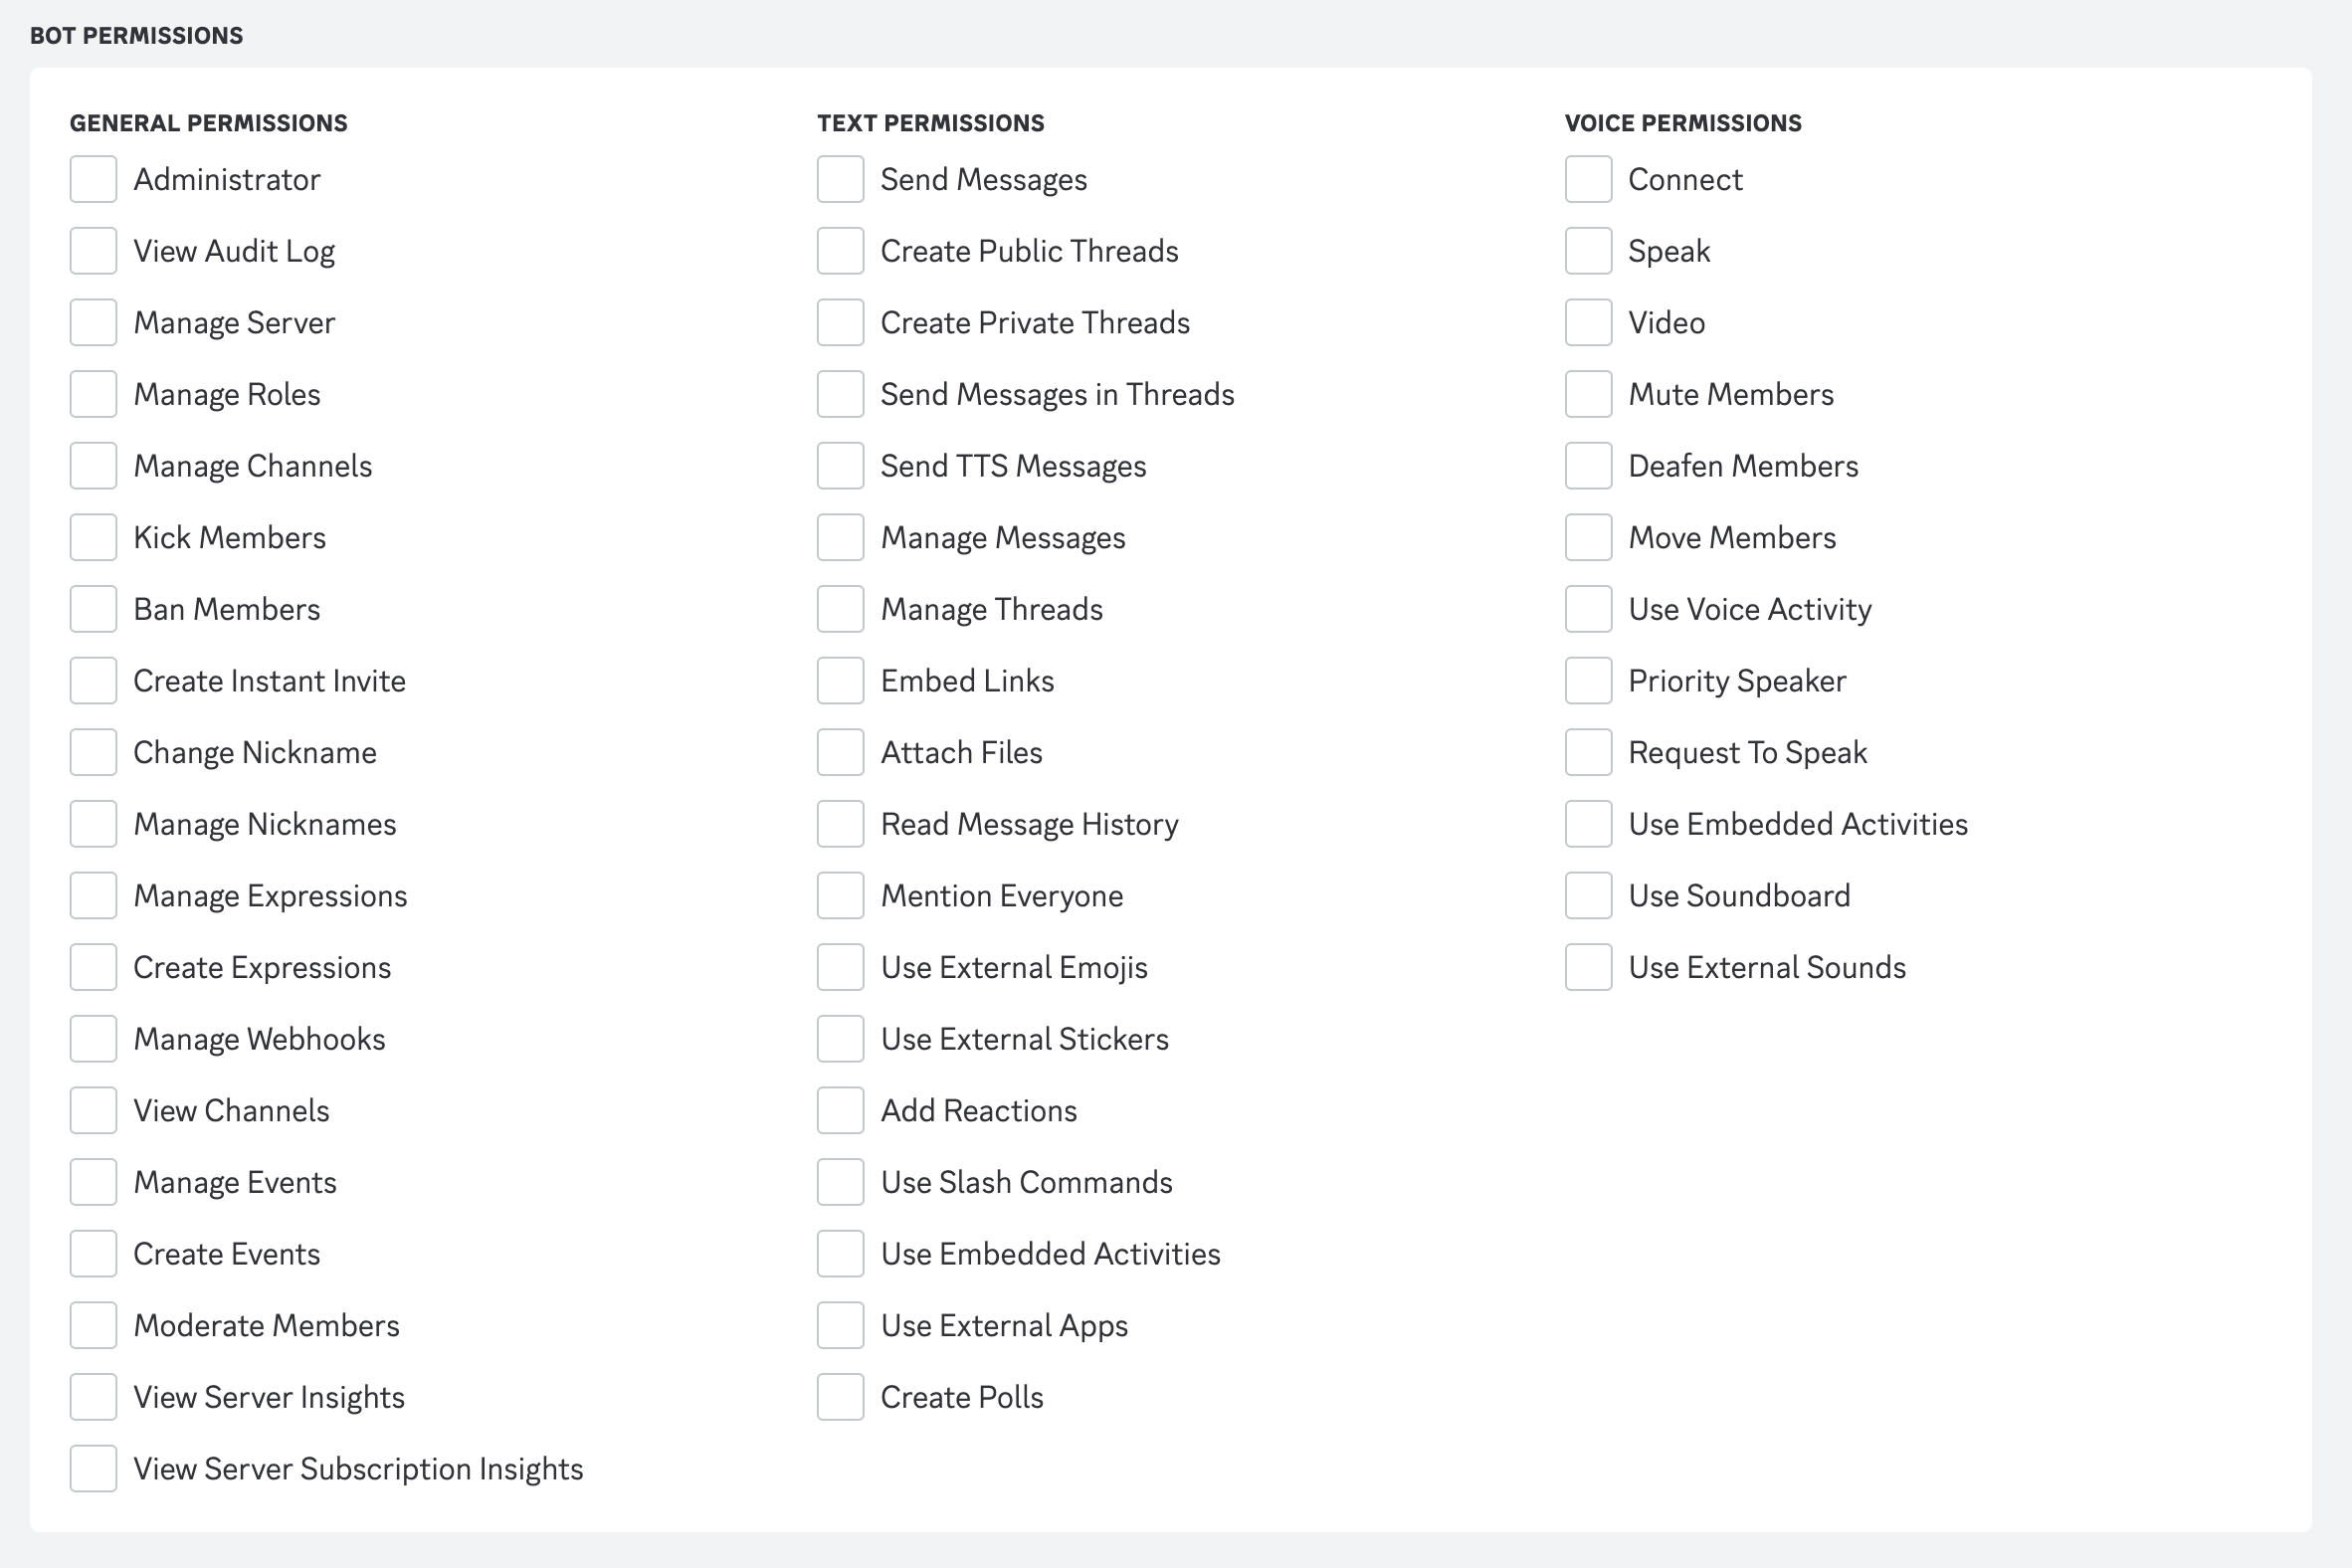 BOT PERMISSIONS
GENERAL PERMISSIONS
Administrator
View Audit Log
Manage Server
Manage Roles
Manage Channels
Kick Members
Ban Members
Create Instant Invite
Change Nickname
Manage Nicknames
Manage Expressions
Create Expressions
Manage Webhooks
View Channels
Manage Events
Create Events
Moderate Members
View Server Insights
View Server Subscription Insights
TEXT PERMISSIONS
Send Messages
Create Public Threads
Create Private Threads
Send Messages in Threads
Send TTS Messages
Manage Messages
Manage Threads
Embed Links
Attach Files
Read Message History
Mention Everyone
Use External Emojis
Use External Stickers
Add Reactions
Use Slash Commands
Use Embedded Activities
Use External Apps
Create Polls
VOICE PERMISSIONS
Connect
Speak
Video
Mute Members
Deafen Members
Move Members
Use Voice Activity
Priority Speaker
Request To Speak
Use Embedded Activities
Use Soundboard
Use External Sounds